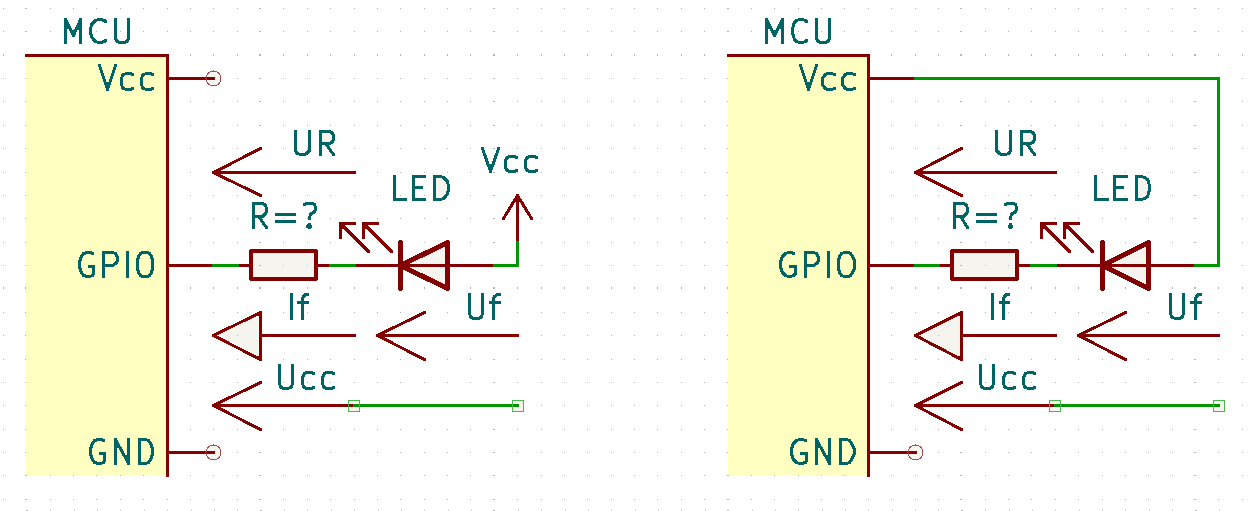 MCU
Vcc
UR
Vcc
LED
R=?
GPIO
If
Uf
Ucc
GND
MCU
Vcc
UR
LED
R=?
GPIO
If
Uf
Ucc
GND